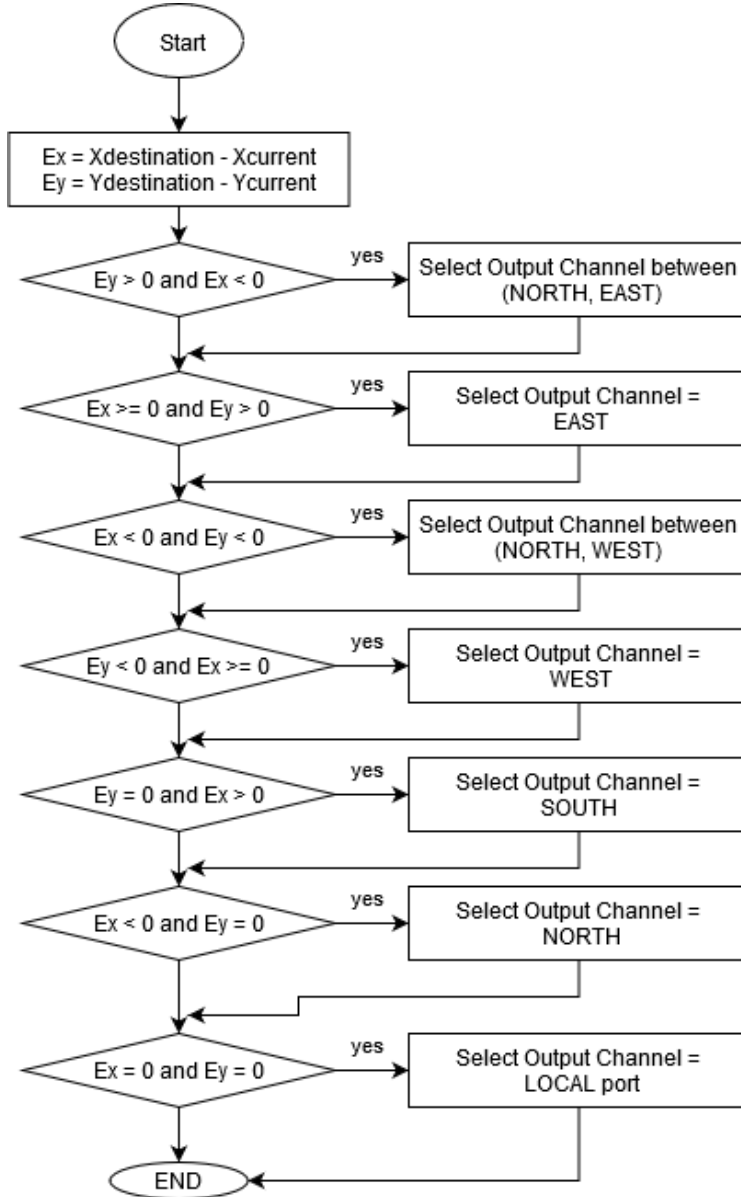 Start
Ex = Xdestination - Xcurrent
Ey = Ydestination - Ycurrent
Ey > 0 and Ex < 0
yes
Select Output Channel between
(NORTH, EAST)
Ex >= 0 and Ey > 0
yes
Select Output Channel =
EAST
Ex < 0 and Ey < 0
yes
Select Output Channel between
(NORTH, WEST)
Ey < 0 and Ex >= 0
yes
Select Output Channel =
WEST
Ey = 0 and Ex > 0
yes
Select Output Channel =
SOUTH
Ex < 0 and Ey = 0
yes
Select Output Channel =
NORTH
Ex = 0 and Ey = 0
yes
Select Output Channel =
LOCAL port
END